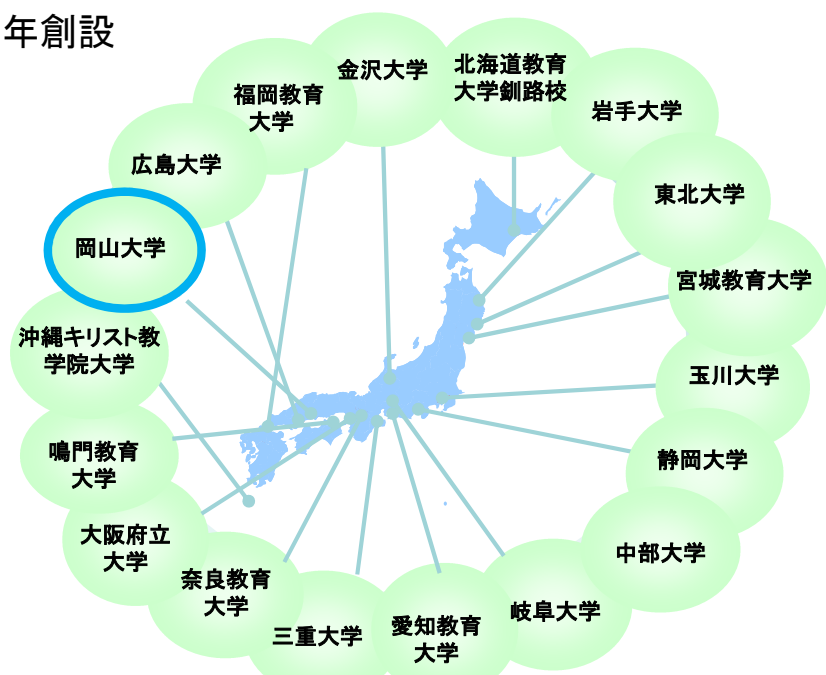 年創設
金沢大学
北海道教育
大学釧路校
福岡教育
大学
岩手大学
広島大学
東北大学
岡山大学
宮城教育大学
沖縄キリスト教
学院大学
玉川大学
鳴門教育
大学
静岡大学
大阪府立
大学
中部大学
奈良教育
大学
岐阜大学
三重大学
愛知教育
大学